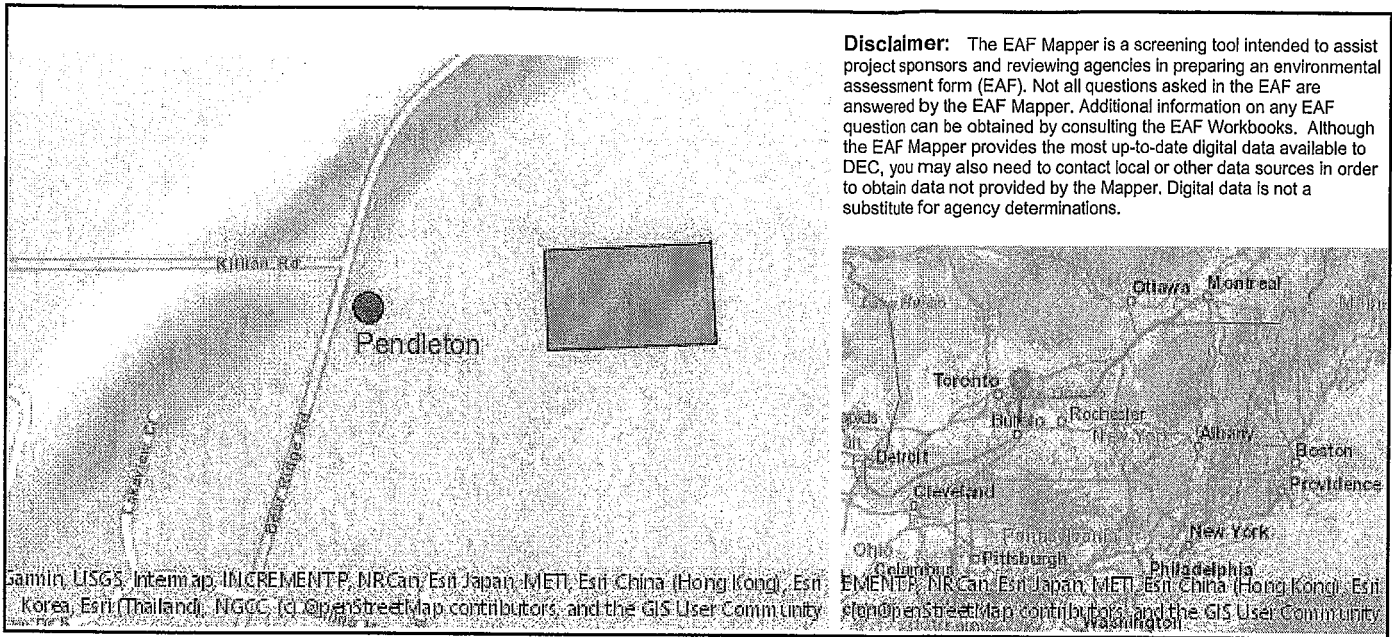 Disclaimer: The EAF Mapper is a screening tool intended to assist
project sponsors and reviewing agencies in preparing an environmental
assessment form (EAF). Not all questions asked in the EAF are
answered by the EAF Mapper. Additional information on any EAF
question can be obtained by consulting the EAF Workbooks. Although
the EAF Mapper provides the most up-to-date digital data available to
DEC, you may also need to contact local or other data sources in order
to obtain data not provided by the Mapper. Digital data is not a
substitute for agency determinations.
Killian Rd
Pendleton
Lakeview Cr
Bear Ridge Rd
Garmin, USGS, Intermap, INCREMENT P, NRCan, Esri Japan, METI, Esri China (Hong Kong), Esri
Korea, Esri (Thailand), NGCC, (c) OpenStreetMap contributors, and the GIS User Community
Ottawa
Montreal
Toronto
Rochester
Buffalo
New York
Albany
Detroit
Boston
Providence
Cleveland
New York
Pennsylvania
Ohio
Pittsburgh
Columbus
Philadelphia
EMENT P, NRCan, Esri Japan, METI, Esri China (Hong Kong), Esri
OpenStreetMap contributors, and the GIS User Community
Washington